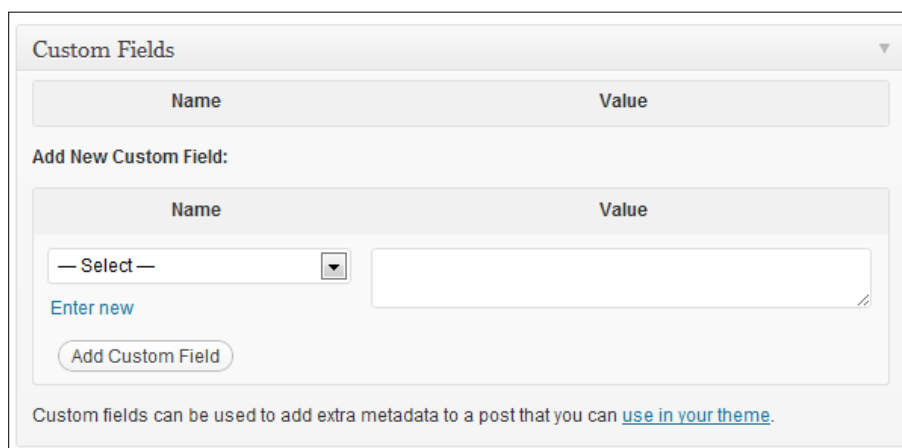 Custom Fields
Name Value
Add New Custom Field:
Name Value
— Select —
Enter new
Add Custom Field
Custom fields can be used to add extra metadata to a post that you can use in your theme.